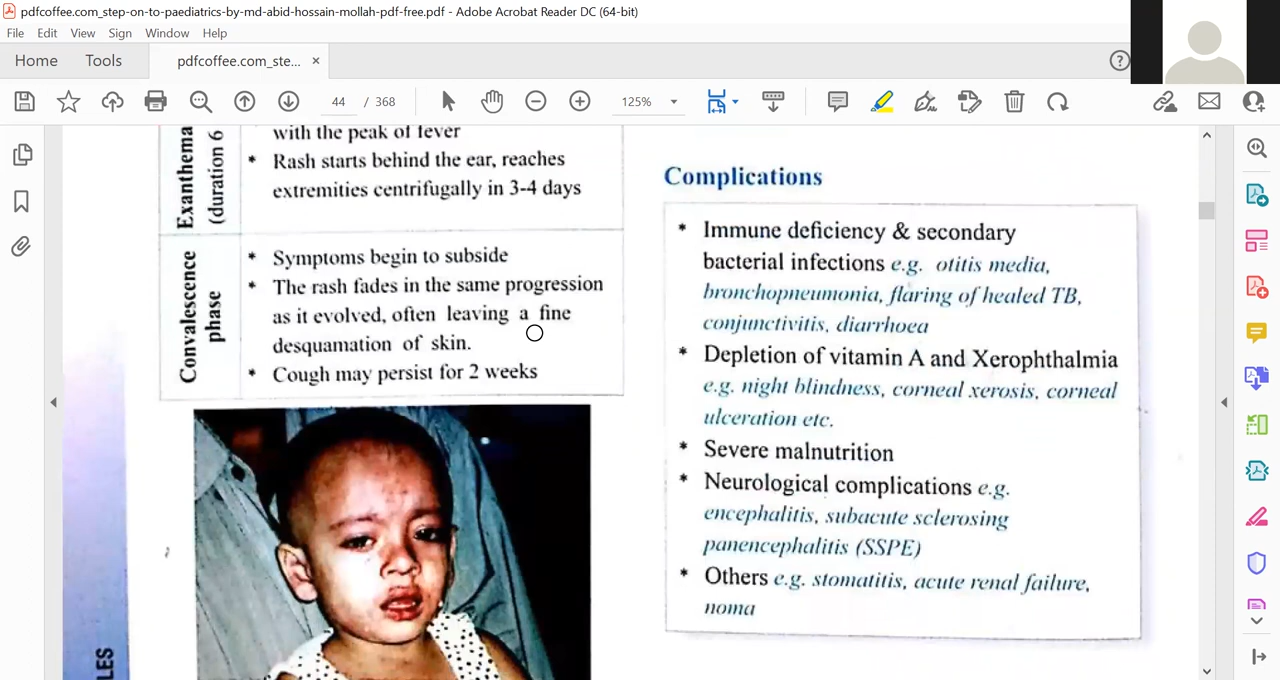 pdfcoffee.com_step-on-to-paediatrics-by-md-abid-hossain-mollah-pdf-free.pdf - Adobe Acrobat Reader DC (64-bit)
File Edit View Sign Window Help
Home Tools pdfcoffee.com_ste... ×
44 / 368 125%
Exanthema
(duration 6
with the peak of fever
* Rash starts behind the ear, reaches
extremities centrifugally in 3-4 days
Convalescence
phase
* Symptoms begin to subside
* The rash fades in the same progression
as it evolved, often leaving a fine
desquamation of skin.
* Cough may persist for 2 weeks
LES
Complications
* Immune deficiency & secondary
bacterial infections e.g. otitis media,
bronchopneumonia, flaring of healed TB,
conjunctivitis, diarrhoea
* Depletion of vitamin A and Xerophthalmia
e.g. night blindness, corneal xerosis, corneal
ulceration etc.
* Severe malnutrition
* Neurological complications e.g.
encephalitis, subacute sclerosing
panencephalitis (SSPE)
* Others e.g. stomatitis, acute renal failure,
noma